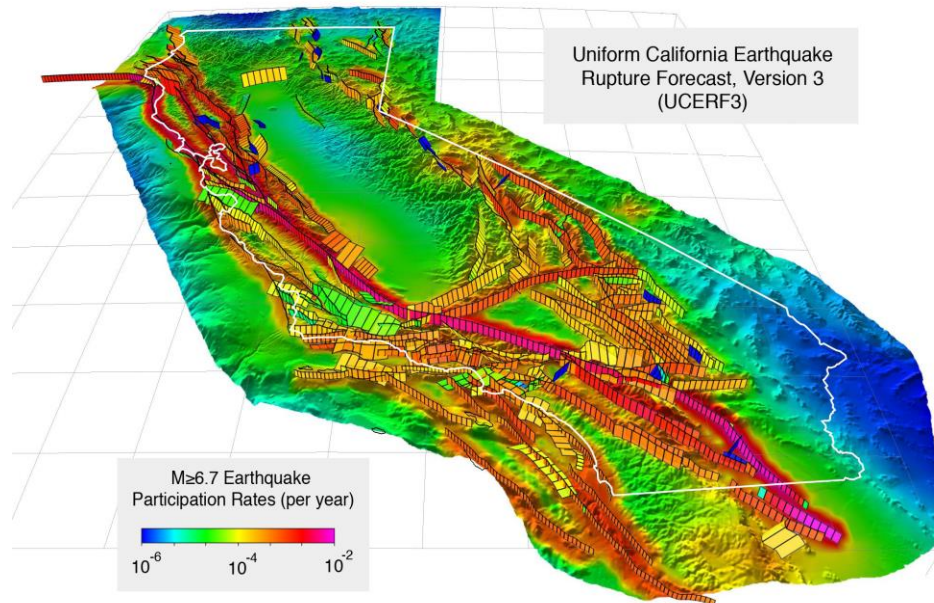 Uniform California Earthquake
Rupture Forecast, Version 3
(UCERF3)
M≥6.7 Earthquake
Participation Rates (per year)
10-6 10-4 10-2